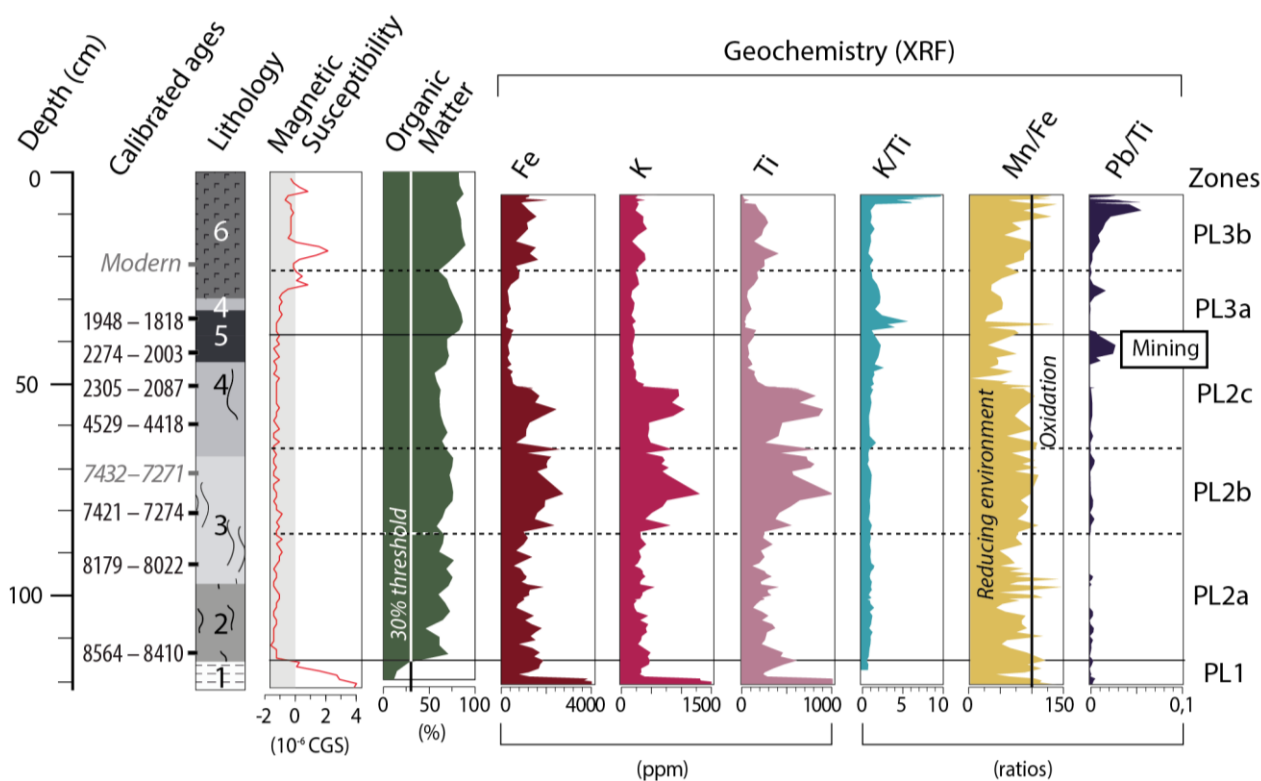 Geochemistry (XRF)
Depth (cm)
Calibrated ages
Lithology
Magnetic
Susceptibility
Organic
Matter
Fe
K
Ti
K/Ti
Mn/Fe
Pb/Ti
Zones
0
50
100
Modern
1948 – 1818
2274 – 2003
2305 – 2087
4529 – 4418
7432 – 7271
7421 – 7274
8179 – 8022
8564 – 8410
6
4
5
4
3
2
1
30% threshold
Reducing environment
Oxidation
Mining
PL3b
PL3a
PL2c
PL2b
PL2a
PL1
-2 0 2 4
(10⁻⁶ CGS)
0 50 100
(%)
0 4000
0 1500
0 1000
(ppm)
0 5 10
0 150
0 0,1
(ratios)